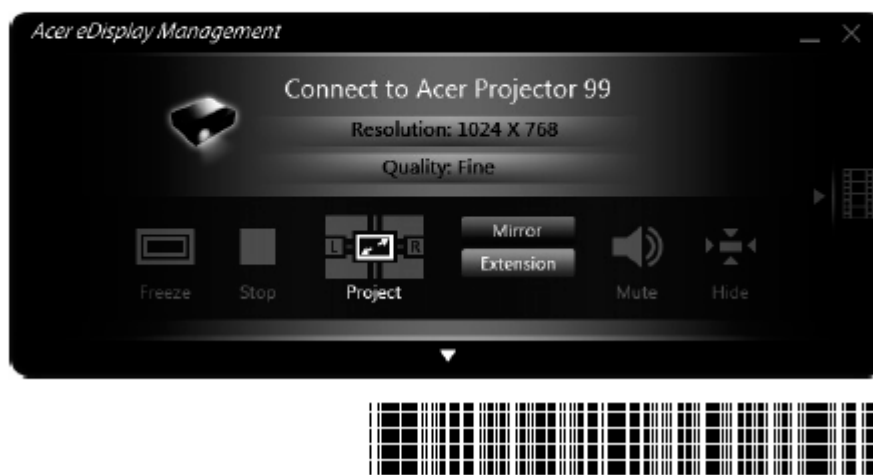 Acer eDisplay Management
Connect to Acer Projector 99
Resolution: 1024 X 768
Quality: Fine
L R
Mirror
Extension
Freeze Stop Project Mute Hide